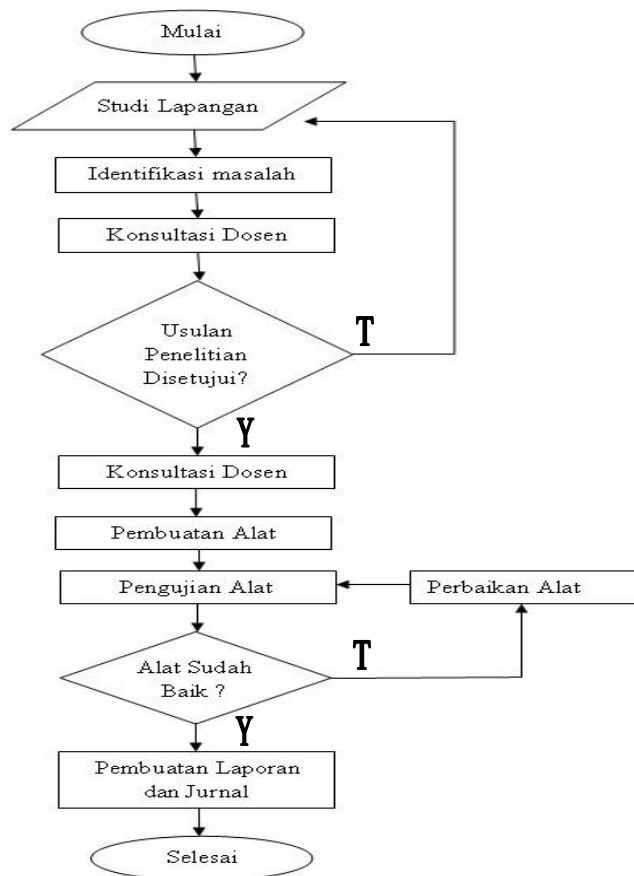 Mulai
Studi Lapangan
Identifikasi masalah
Konsultasi Dosen
Usulan
Penelitian
Disetujui?
T
Y
Konsultasi Dosen
Pembuatan Alat
Pengujian Alat
Perbaikan Alat
Alat Sudah
Baik ?
T
Y
Pembuatan Laporan
dan Jurnal
Selesai